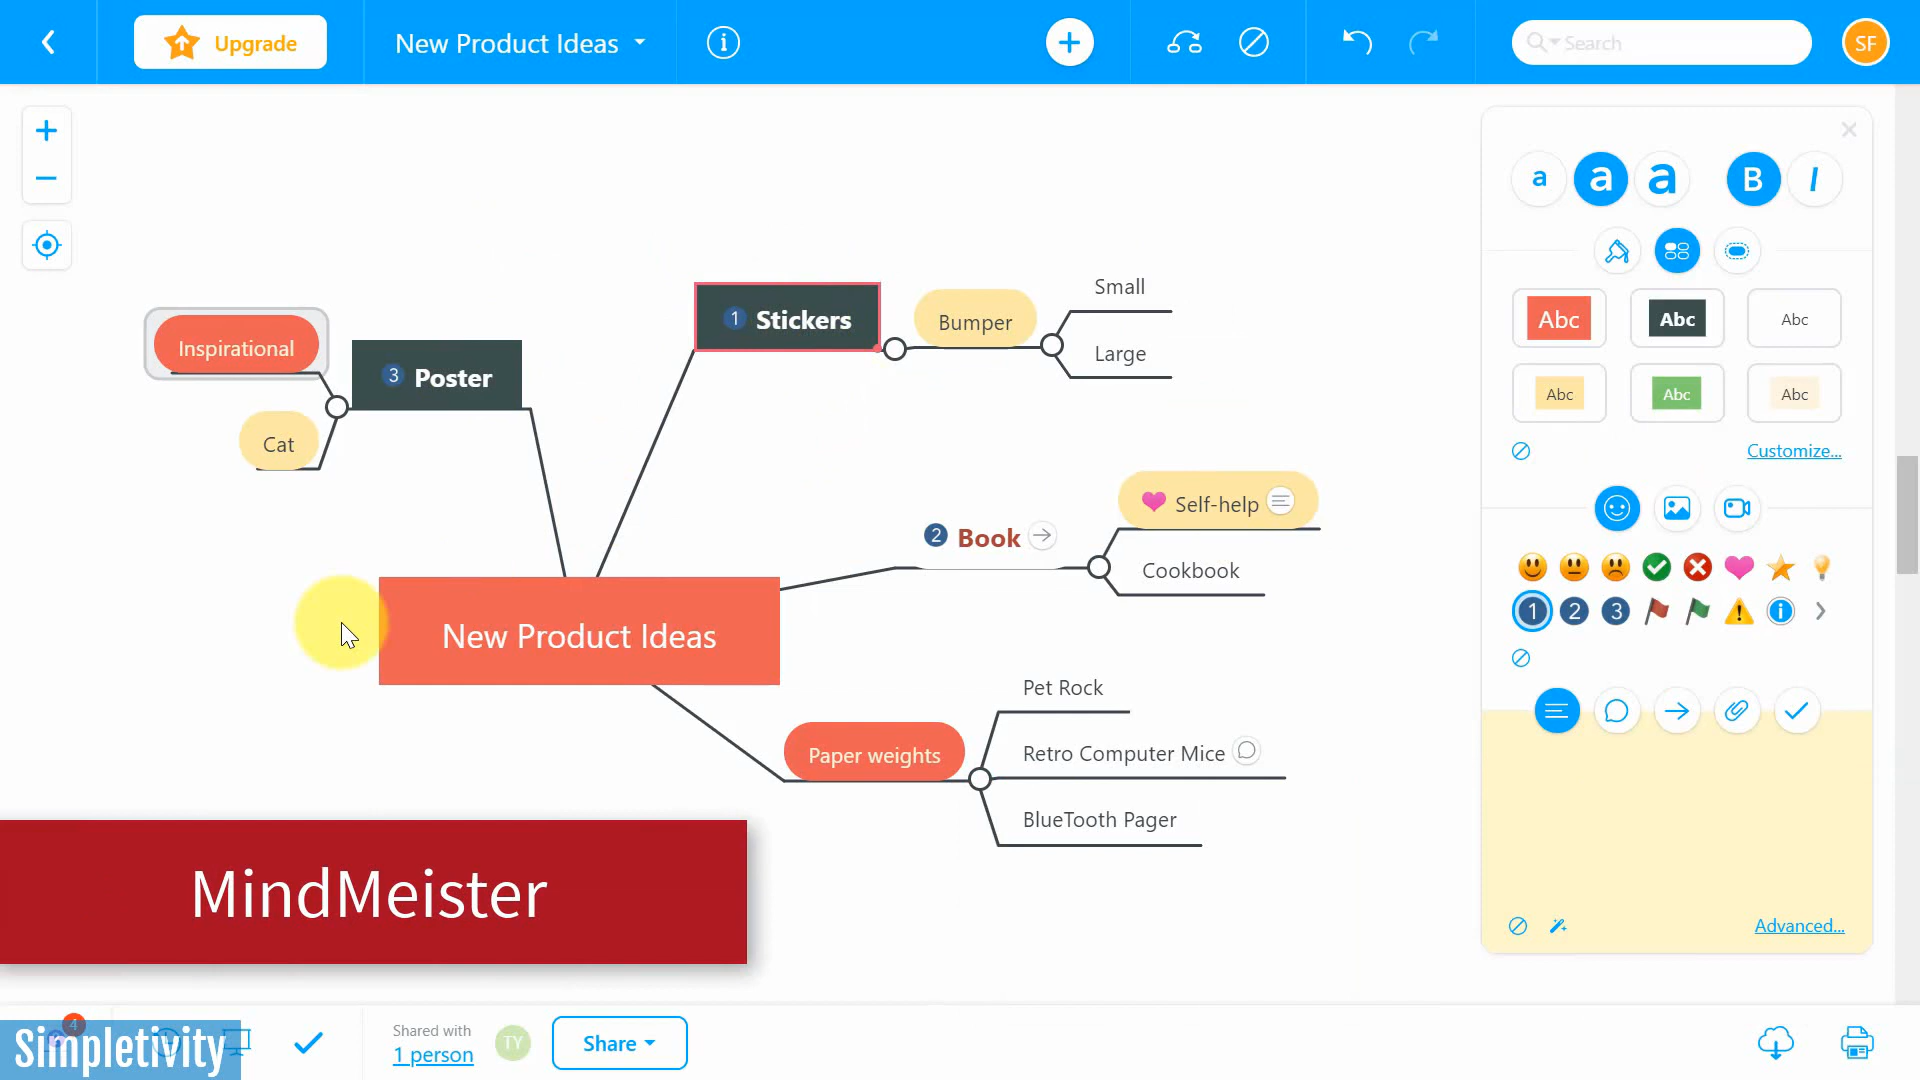 Upgrade
New Product Ideas
Search
SF
a a a B I
Small
1 Stickers
Bumper
Large
Inspirational
3 Poster
Cat
Self-help
2 Book
Cookbook
New Product Ideas
Pet Rock
Paper weights
Retro Computer Mice
BlueTooth Pager
Abc Abc Abc
Abc Abc Abc
Customize...
1 2 3
Advanced...
MindMeister
4
Simpletivity
Shared with
1 person
TY
Share